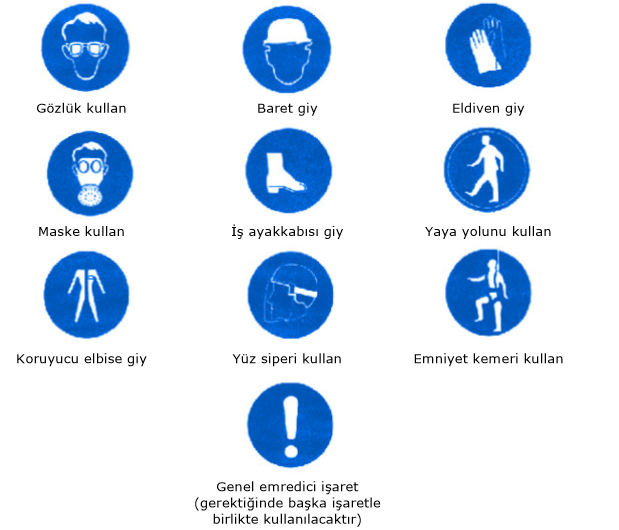 Gözlük kullan
Baret giy
Eldiven giy
Maske kullan
İş ayakkabısı giy
Yaya yolunu kullan
Koruyucu elbise giy
Yüz siperi kullan
Emniyet kemeri kullan
Genel emredici işaret
(gerektiğinde başka işaretle
birlikte kullanılacaktır)